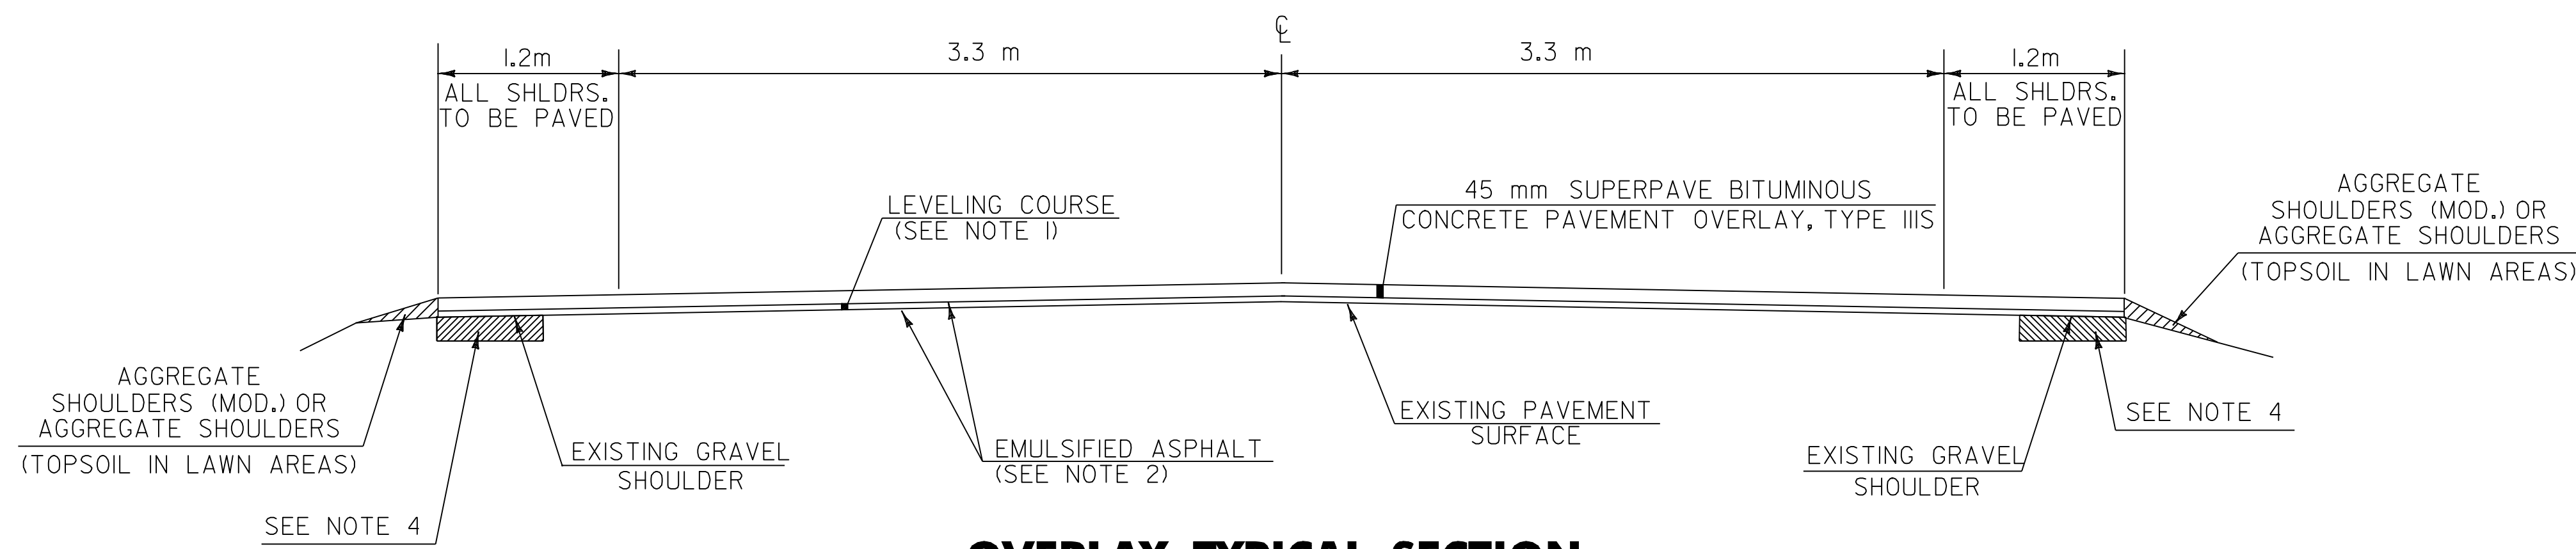 ℄
1.2m
3.3 m
3.3 m
1.2m
ALL SHLDRS.
TO BE PAVED
ALL SHLDRS.
TO BE PAVED
LEVELING COURSE
(SEE NOTE 1)
45 mm SUPERPAVE BITUMINOUS
CONCRETE PAVEMENT OVERLAY, TYPE IIIS
AGGREGATE
SHOULDERS (MOD.) OR
AGGREGATE SHOULDERS
(TOPSOIL IN LAWN AREAS)
AGGREGATE
SHOULDERS (MOD.) OR
AGGREGATE SHOULDERS
(TOPSOIL IN LAWN AREAS)
SEE NOTE 4
EXISTING GRAVEL
SHOULDER
EMULSIFIED ASPHALT
(SEE NOTE 2)
EXISTING PAVEMENT
SURFACE
EXISTING GRAVEL
SHOULDER
SEE NOTE 4
OVERLAY TYPICAL SECTION